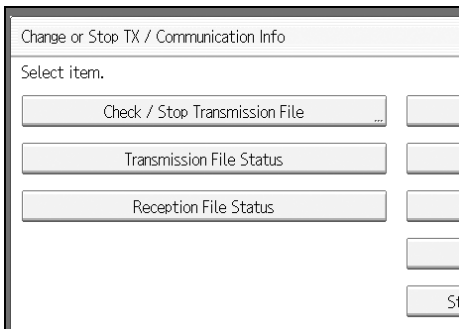 Change or Stop TX / Communication Info
Select item.
Check / Stop Transmission File
Transmission File Status
Reception File Status